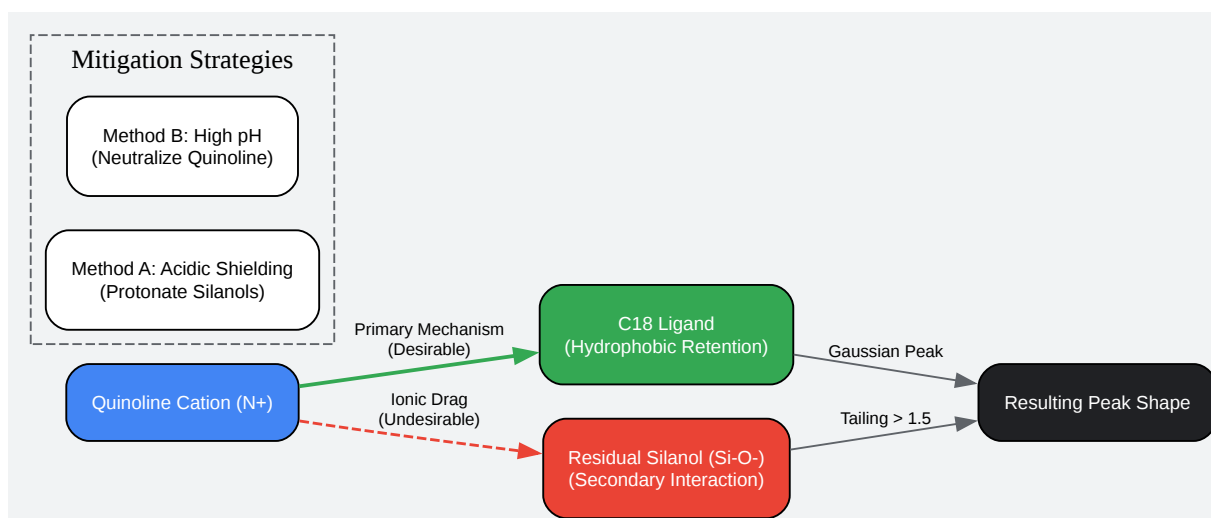 Mitigation Strategies
Method B: High pH
(Neutralize Quinoline)
Method A: Acidic Shielding
(Protonate Silanols)
Quinoline Cation (N+)
Primary Mechanism
(Desirable)
Ionic Drag
(Undesirable)
C18 Ligand
(Hydrophobic Retention)
Residual Silanol (Si-O-)
(Secondary Interaction)
Gaussian Peak
Tailing > 1.5
Resulting Peak Shape